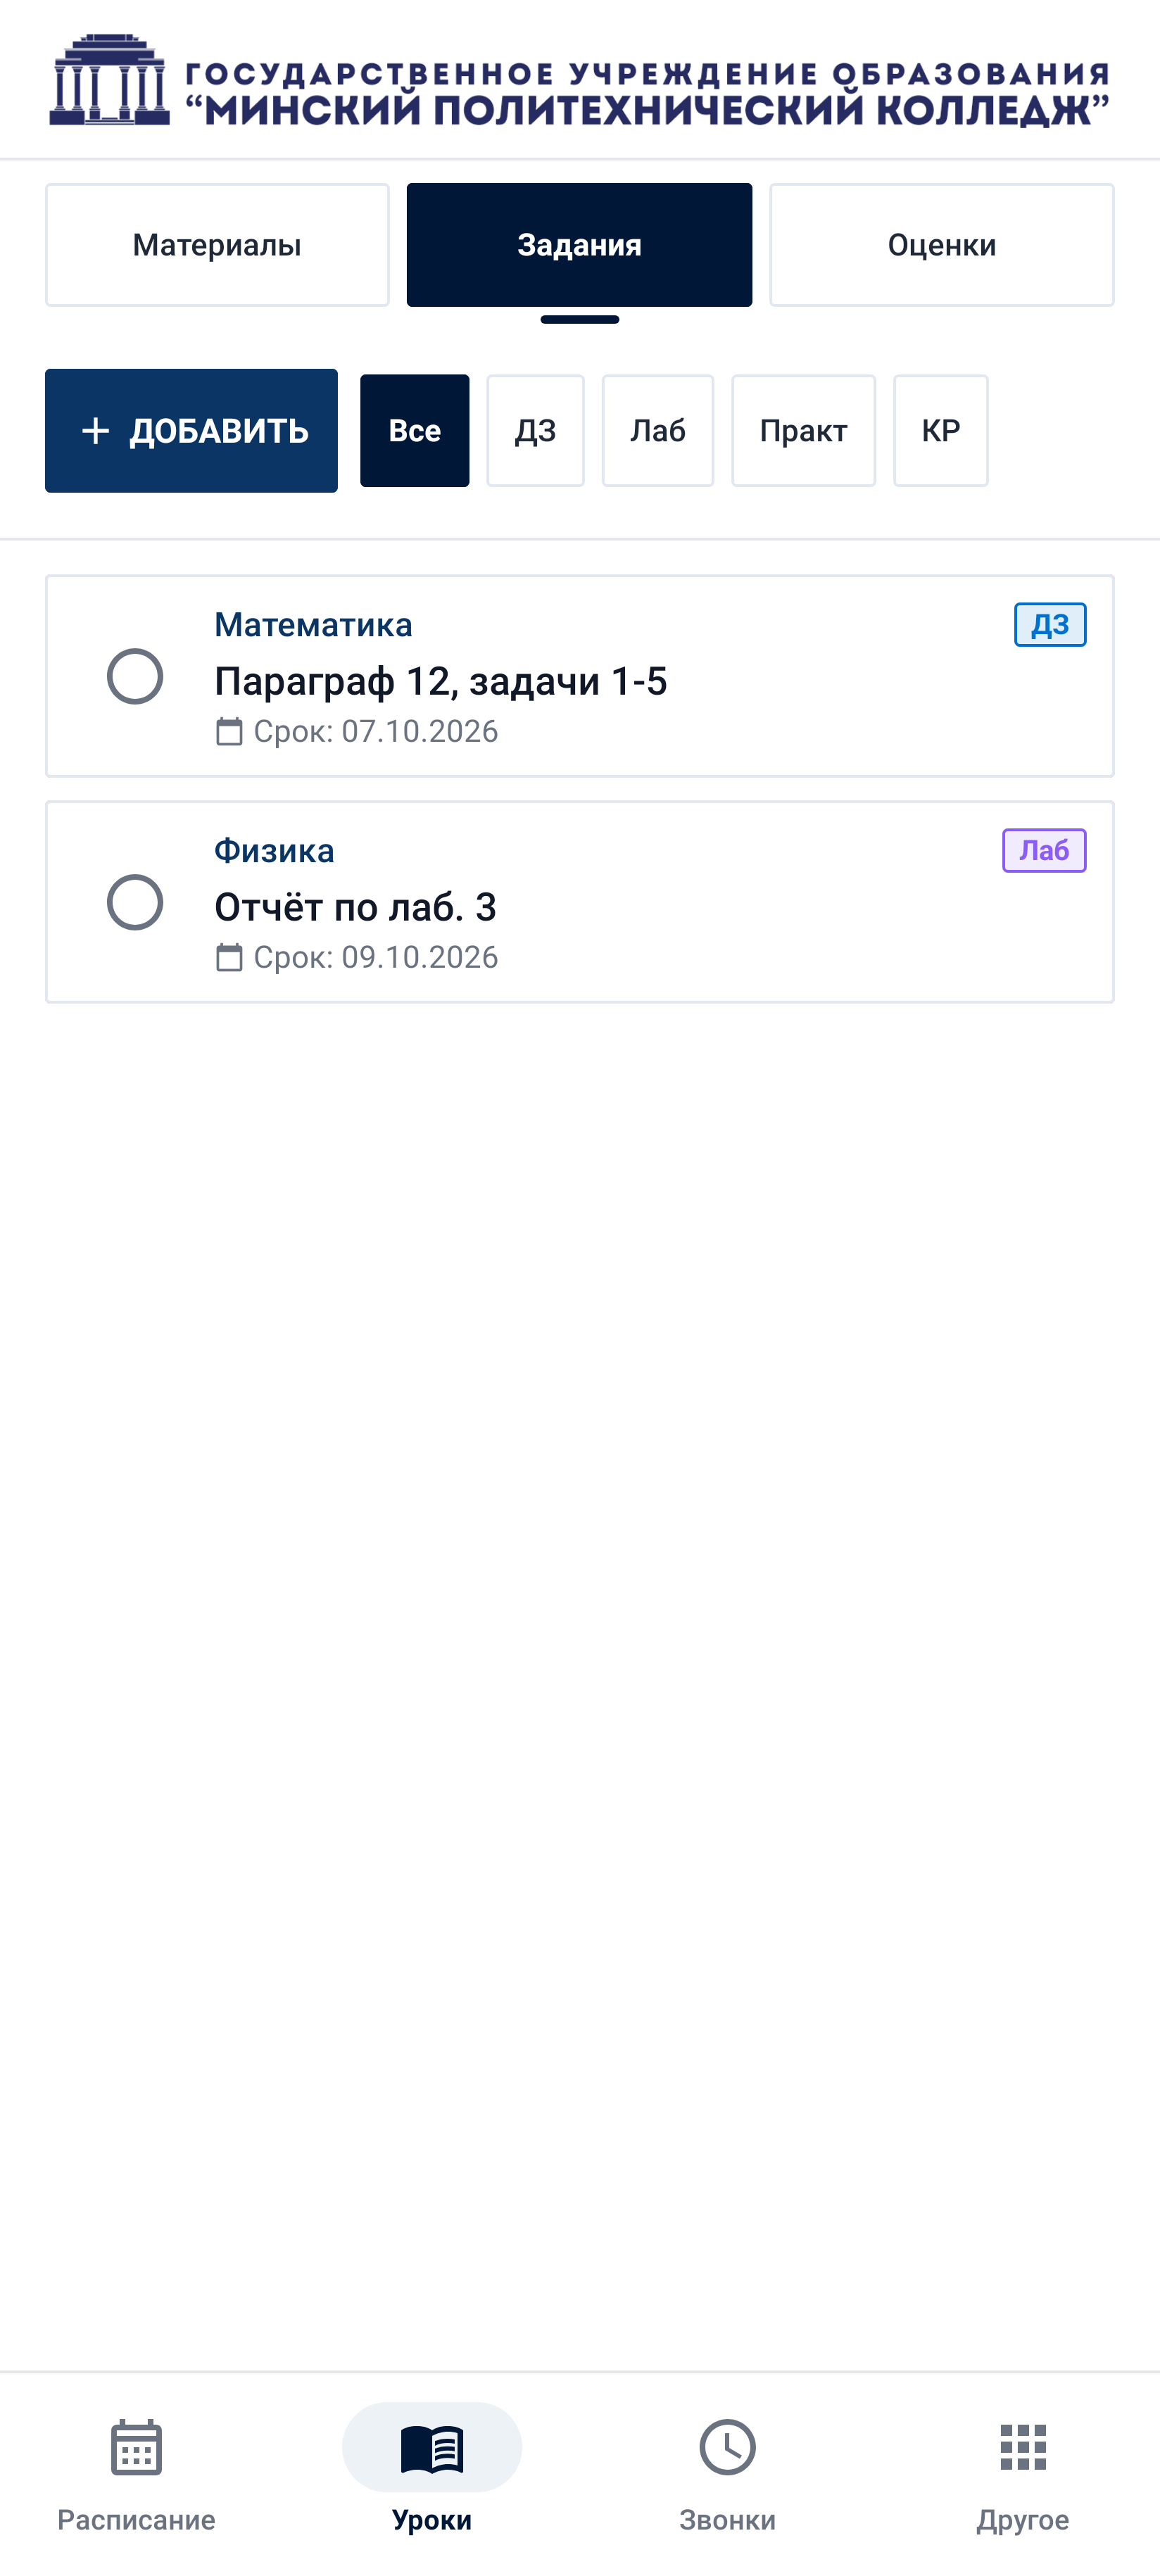 ГОСУДАРСТВЕННОЕ УЧРЕЖДЕНИЕ ОБРАЗОВАНИЯ
“МИНСКИЙ ПОЛИТЕХНИЧЕСКИЙ КОЛЛЕДЖ”
Материалы
Задания
Оценки
+ ДОБАВИТЬ
Все
ДЗ
Лаб
Практ
КР
Математика
ДЗ
Параграф 12, задачи 1-5
Срок: 07.10.2026
Физика
Лаб
Отчёт по лаб. 3
Срок: 09.10.2026
Расписание
Уроки
Звонки
Другое